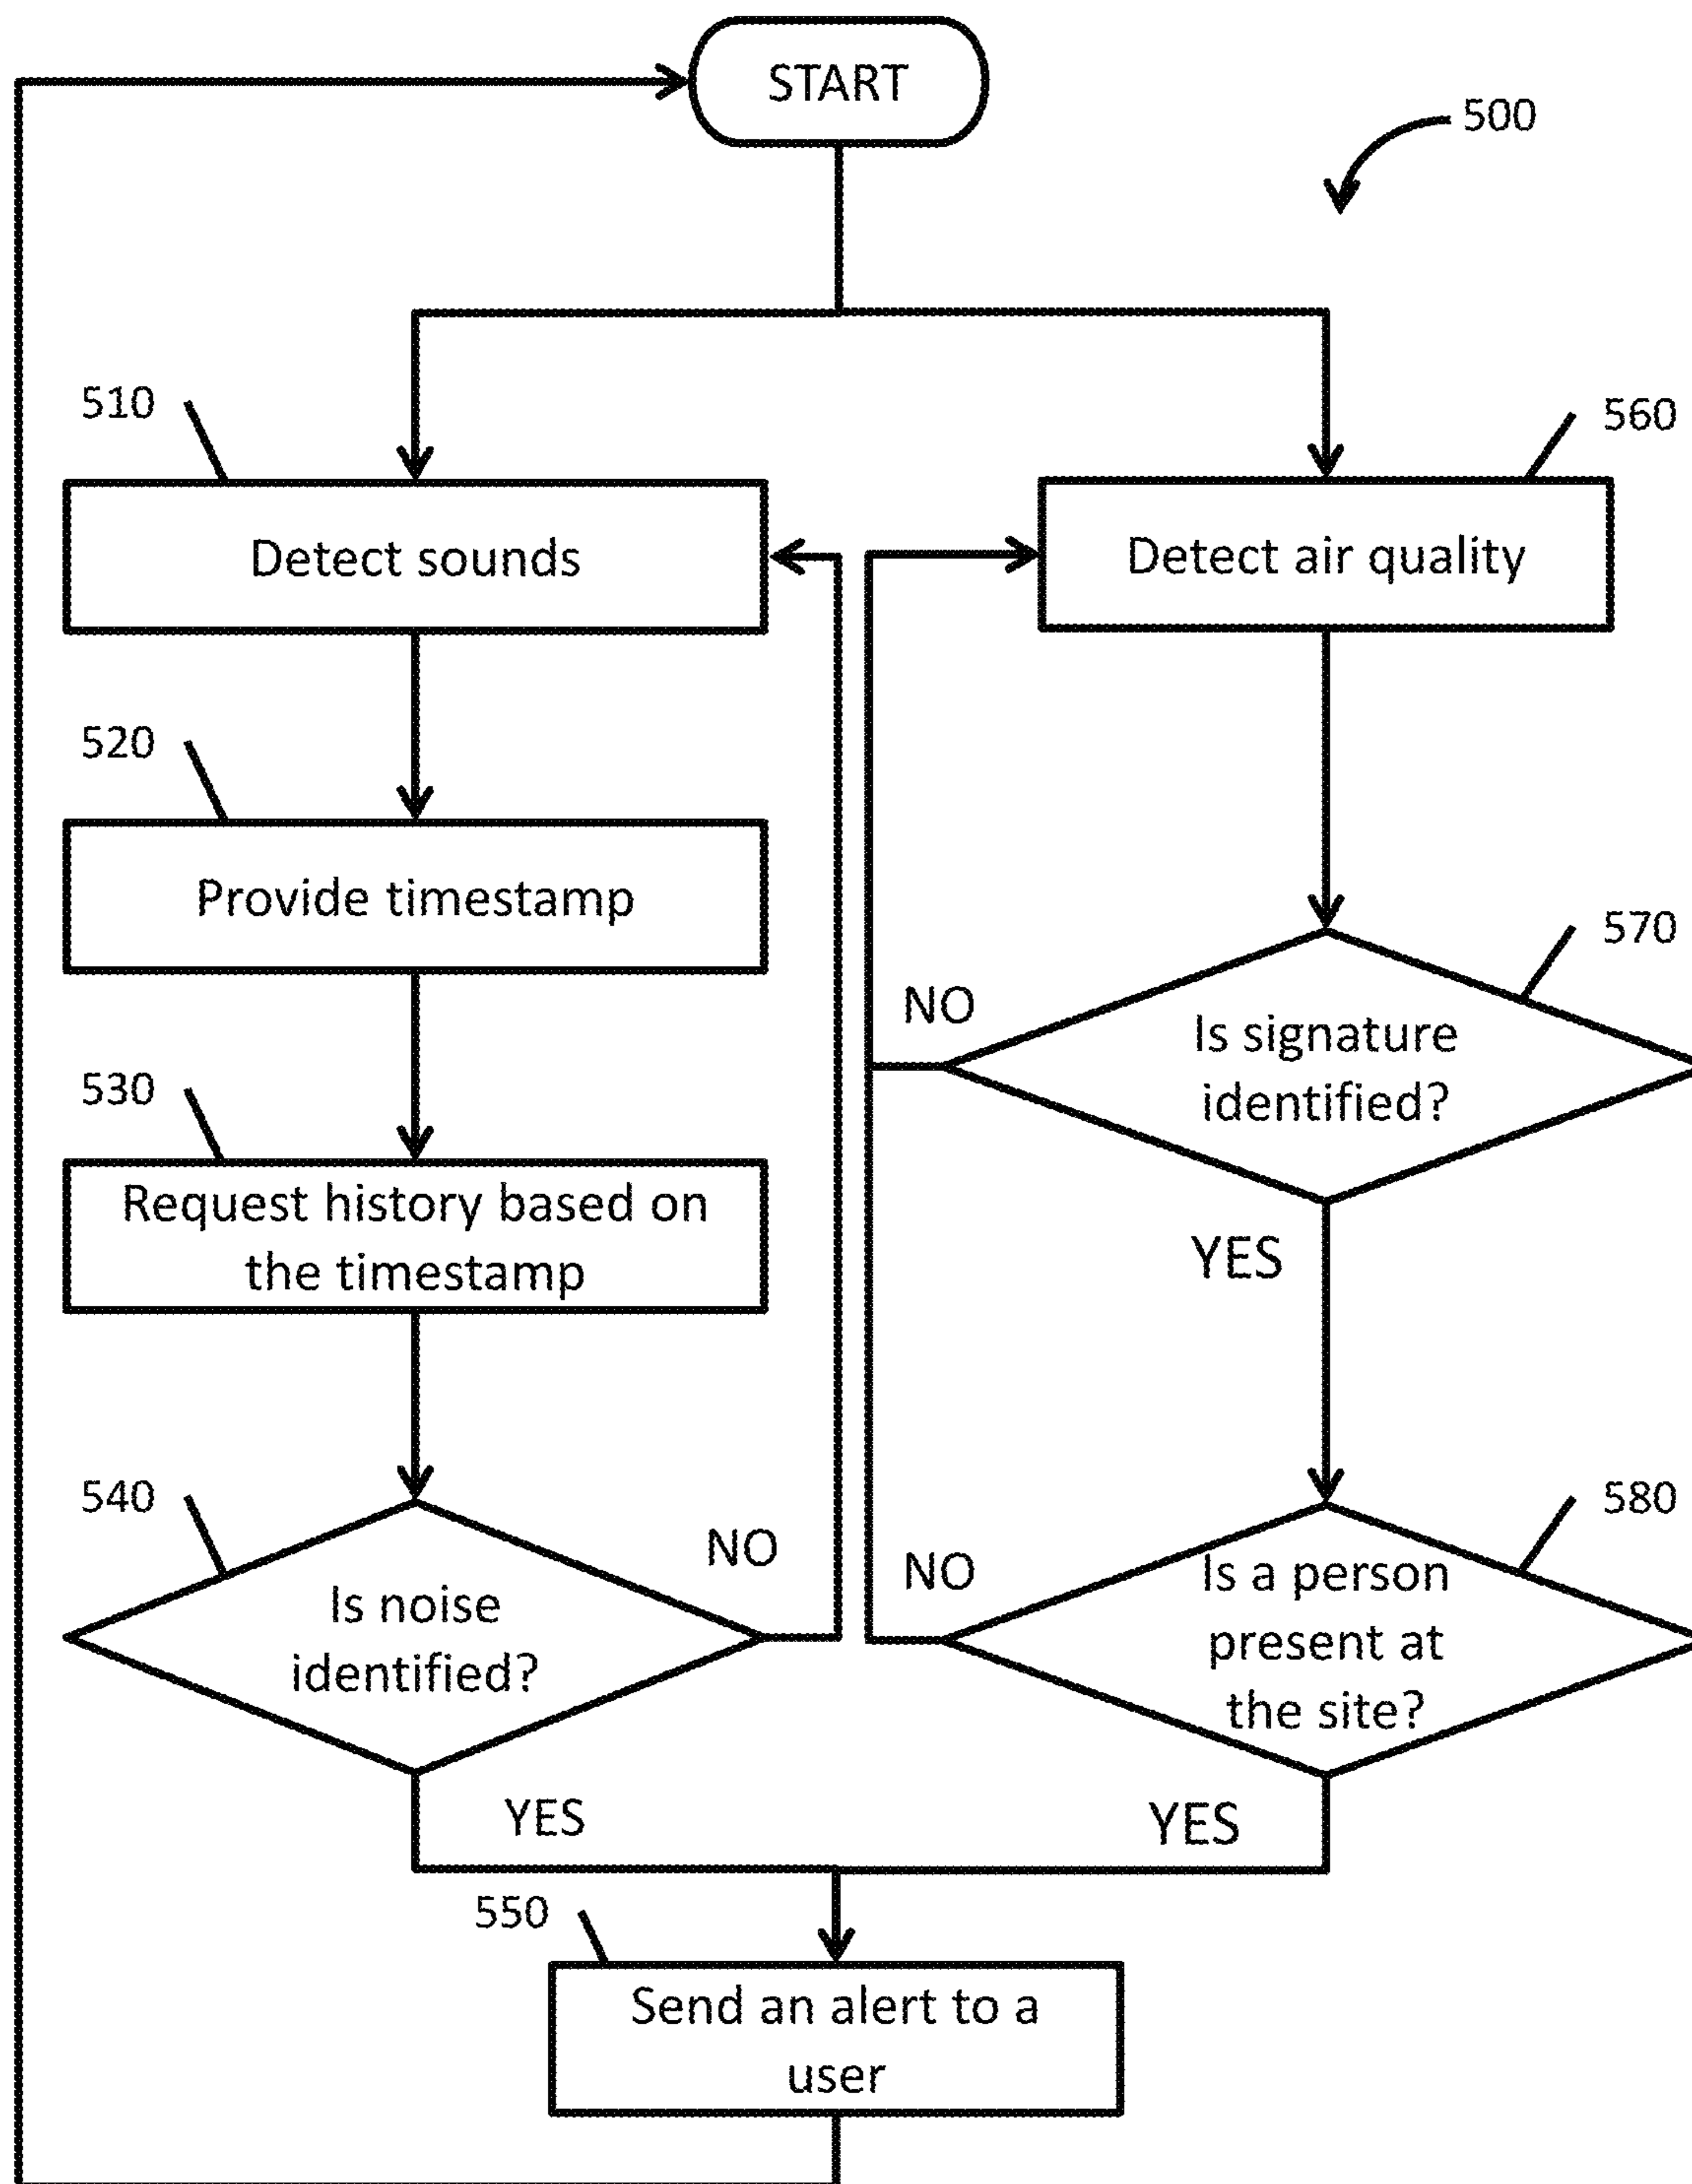 START
500
510
Detect sounds
560
Detect air quality
520
Provide timestamp
570
NO
Is signature
identified?
530
Request history based on
the timestamp
YES
540
Is noise
identified?
NO
580
NO
Is a person
present at
the site?
YES
YES
550
Send an alert to a
user